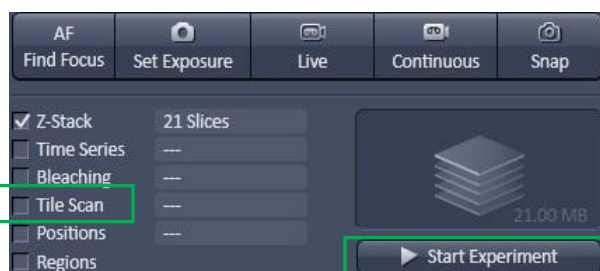 AF
Find Focus
Set Exposure
Live
Continuous
Snap
Z-Stack 21 Slices
Time Series ---
Bleaching ---
Tile Scan ---
Positions ---
Regions
21.00 MB
Start Experiment